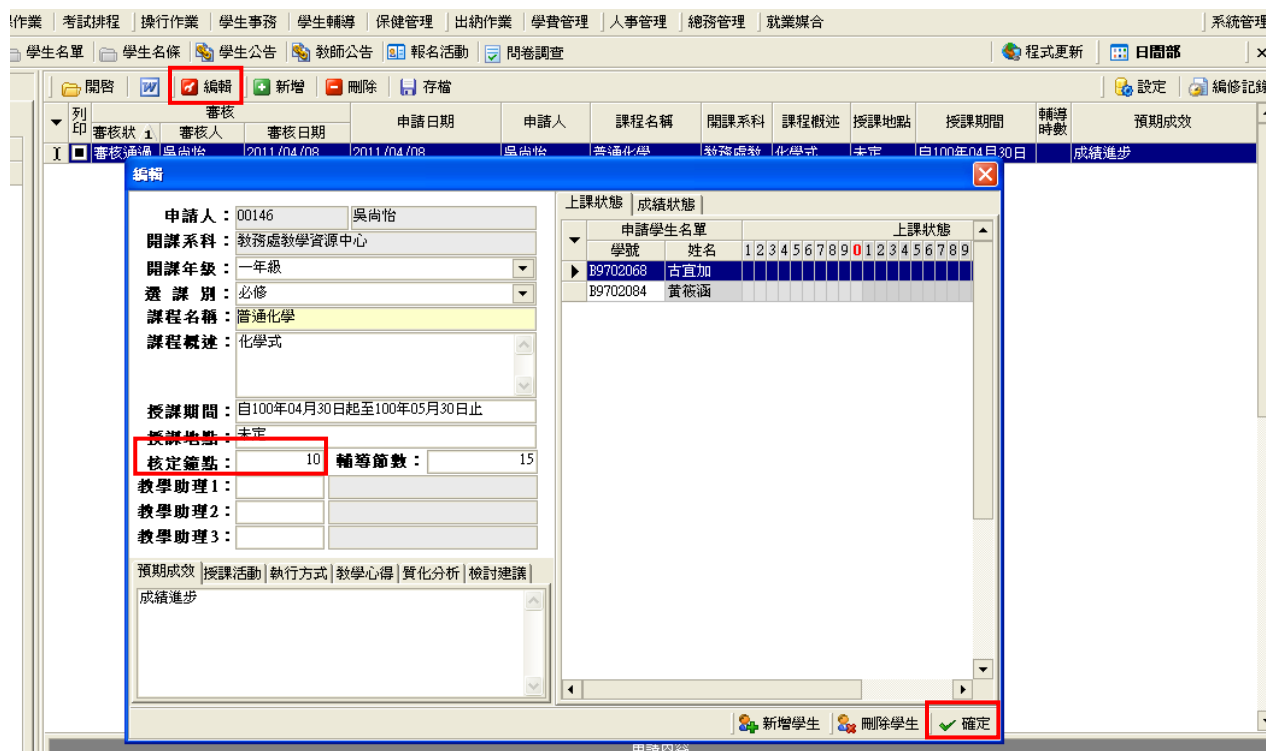 作業 考試排程 操行作業 學生事務 學生輔導 保健管理 出納作業 學費管理 人事管理 總務管理 就業媒合 系統管理
學生名單 學生名條 學生公告 教師公告 報名活動 問卷調查 程式更新 日間部
開啓 編輯 新增 刪除 存檔 設定 編修記錄
列印 審核 申請日期 申請人 課程名稱 開課系科 課程概述 授課地點 授課期間 輔導時數 預期成效
審核狀 1 審核人 審核日期
審核通過 吳尚怡 2011/04/08 2011/04/08 吳尚怡 普通化學 教務處教 化學式 未定 自100年04月30日 成績進步
編輯
申請人：00146 吳尚怡
開課系科：教務處教學資源中心
開課年級：一年級
選 課 別：必修
課程名稱：普通化學
課程概述：化學式
授課期間：自100年04月30日起至100年05月30日止
授課地點：未定
核定鐘點：10 輔導節數：15
教學助理1：
教學助理2：
教學助理3：
預期成效 授課活動 執行方式 教學心得 質化分析 檢討建議
成績進步
上課狀態 成績狀態
申請學生名單 上課狀態
學號 姓名 1 2 3 4 5 6 7 8 9 0 1 2 3 4 5 6 7 8 9
B9702068 古宜加
B9702084 黃筱涵
新增學生 刪除學生 確定
申請內容